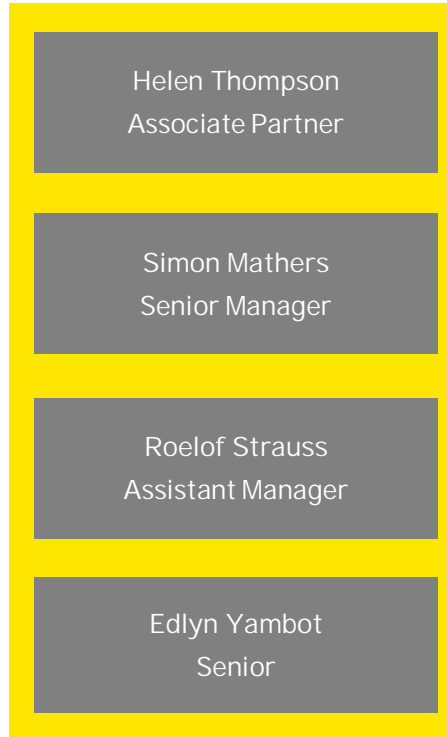 Helen Thompson
Associate Partner
Simon Mathers
Senior Manager
Roelof Strauss
Assistant Manager
Edlyn Yambot
Senior